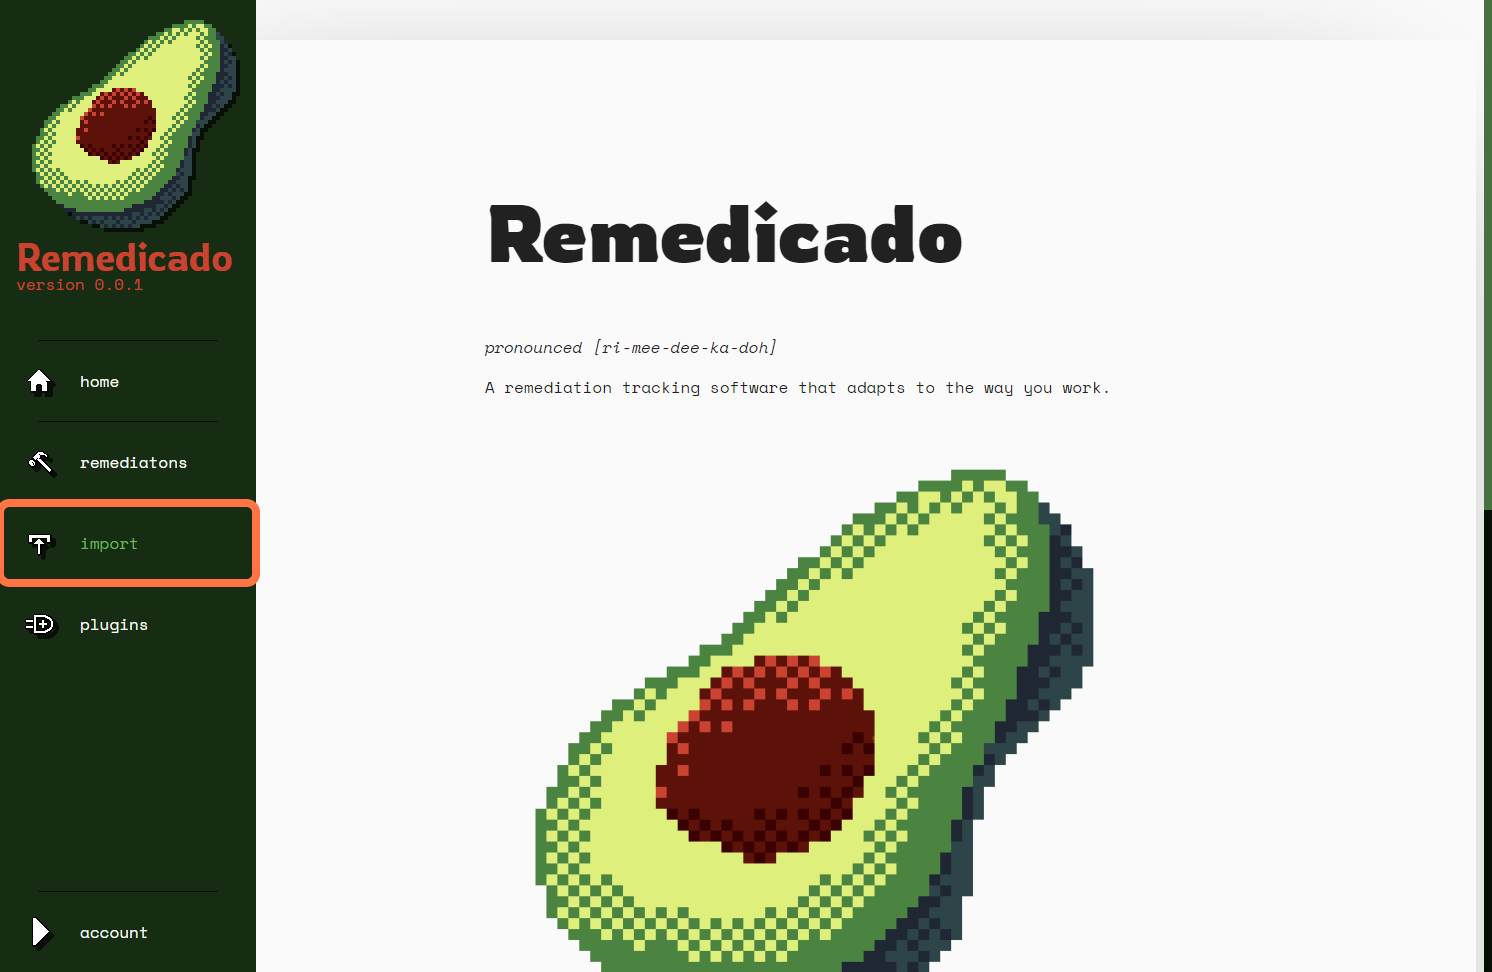 Remedicado
version 0.0.1
home
remediatons
import
plugins
account
Remedicado
pronounced [ri-mee-dee-ka-doh]
A remediation tracking software that adapts to the way you work.